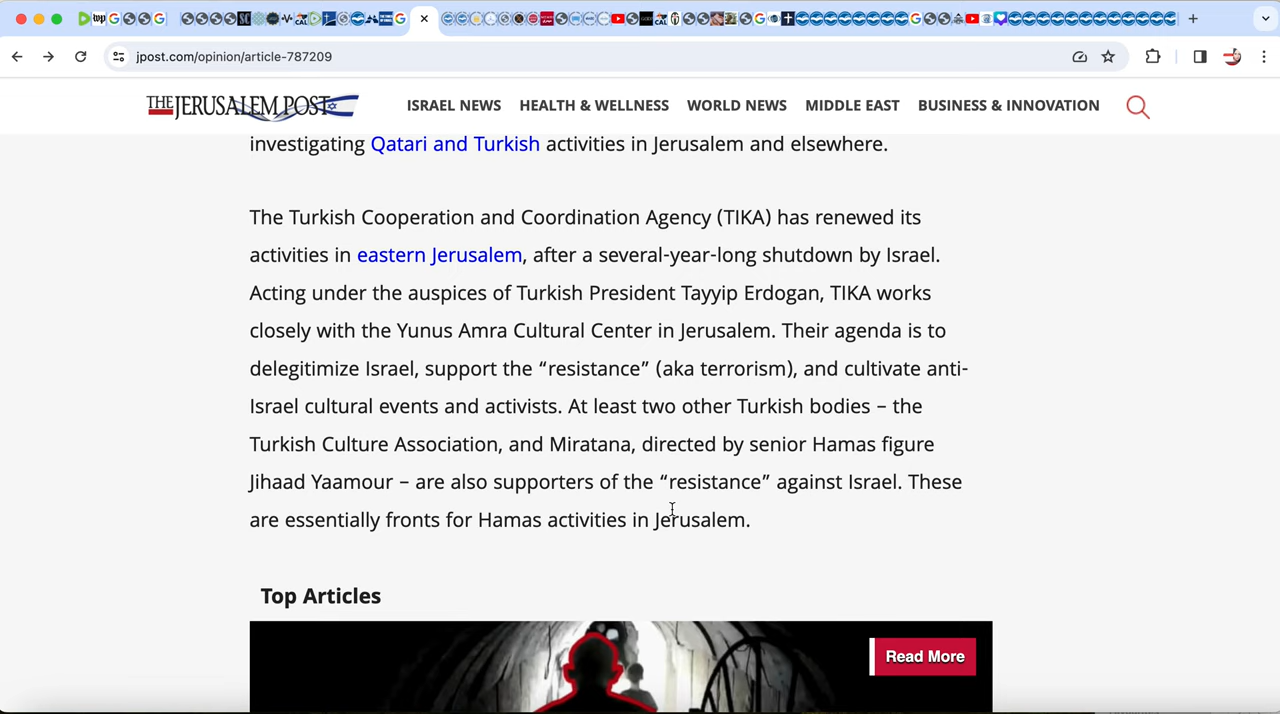 jpost.com/opinion/article-787209
THE JERUSALEM POST
ISRAEL NEWS
HEALTH & WELLNESS
WORLD NEWS
MIDDLE EAST
BUSINESS & INNOVATION
investigating Qatari and Turkish activities in Jerusalem and elsewhere.
The Turkish Cooperation and Coordination Agency (TIKA) has renewed its
activities in eastern Jerusalem, after a several-year-long shutdown by Israel.
Acting under the auspices of Turkish President Tayyip Erdogan, TIKA works
closely with the Yunus Amra Cultural Center in Jerusalem. Their agenda is to
delegitimize Israel, support the “resistance” (aka terrorism), and cultivate anti-
Israel cultural events and activists. At least two other Turkish bodies – the
Turkish Culture Association, and Miratana, directed by senior Hamas figure
Jihaad Yaamour – are also supporters of the “resistance” against Israel. These
are essentially fronts for Hamas activities in Jerusalem.
Top Articles
Read More